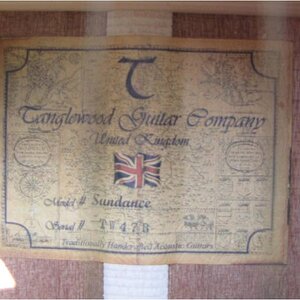 T
Tanglewood Guitar Company
United Kingdom
Model # Sundance
Serial # TW47B
Traditionally Handcrafted Acoustic Guitars